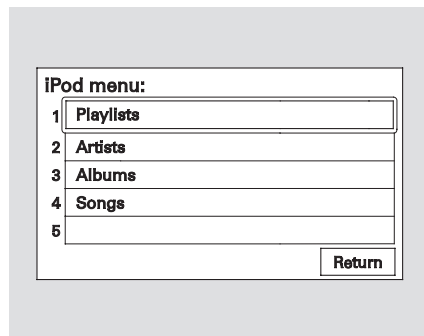 iPod menu:
1 Playlists
2 Artists
3 Albums
4 Songs
5
Return